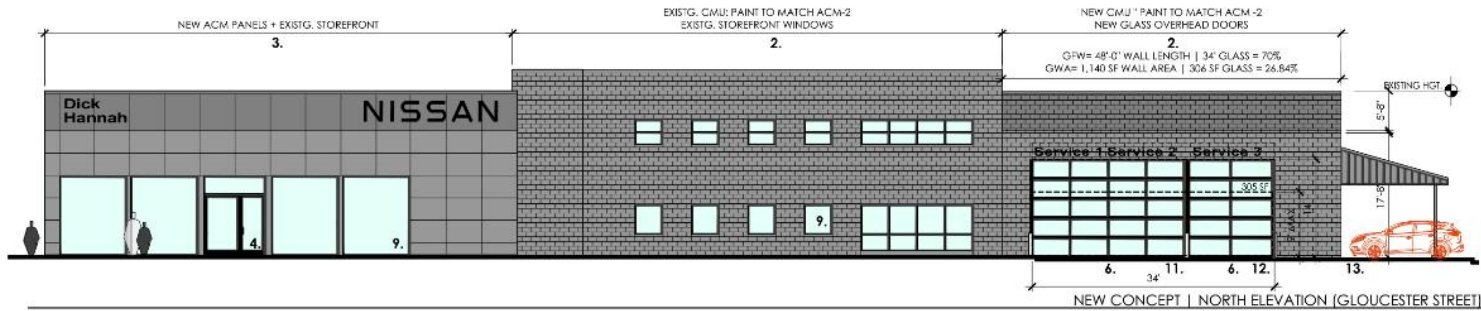 NEW ACM PANELS + EXISTG. STOREFRONT
3.
EXISTG. CMU: PAINT TO MATCH ACM-2
EXISTG. STOREFRONT WINDOWS
2.
NEW CMU " PAINT TO MATCH ACM -2
NEW GLASS OVERHEAD DOORS
2.
GFW= 48'-0" WALL LENGTH | 34' GLASS = 70%
GWA= 1,140 SF WALL AREA | 306 SF GLASS = 26.84%
EXISTING HGT.
5'-8"
Dick
Hannah
NISSAN
Service 1 Service 2 Service 3
305 SF
17'-8"
14'
9' MAX
4.
9.
9.
6.
11.
6.
12.
13.
34'
NEW CONCEPT | NORTH ELEVATION (GLOUCESTER STREET)